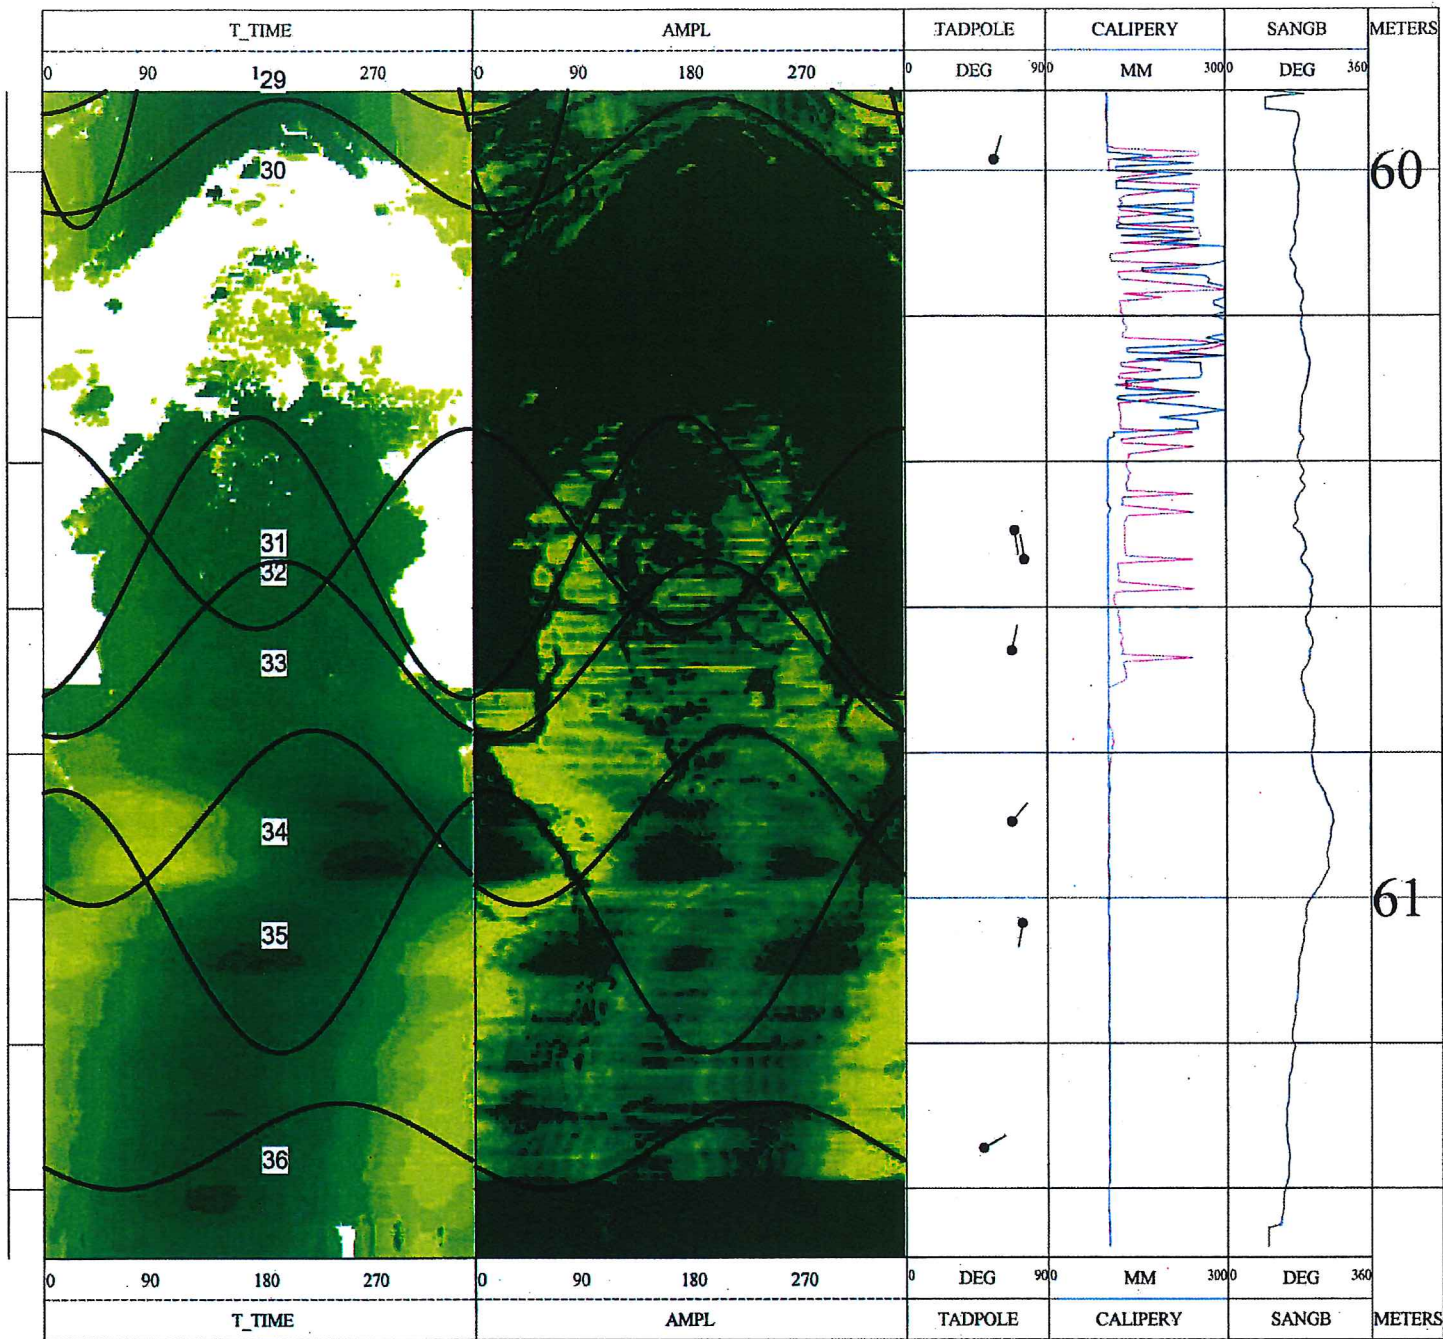 T_TIME AMPL TADPOLE CALIPERY SANGB METERS
0 90 270 0 90 180 270 0 DEG 90 0 MM 300 0 DEG 360
29
30
60
31
32
33
34
61
35
36
0 90 180 270 0 90 180 270 0 DEG 90 0 MM 300 0 DEG 360
T_TIME AMPL TADPOLE CALIPERY SANGB METERS